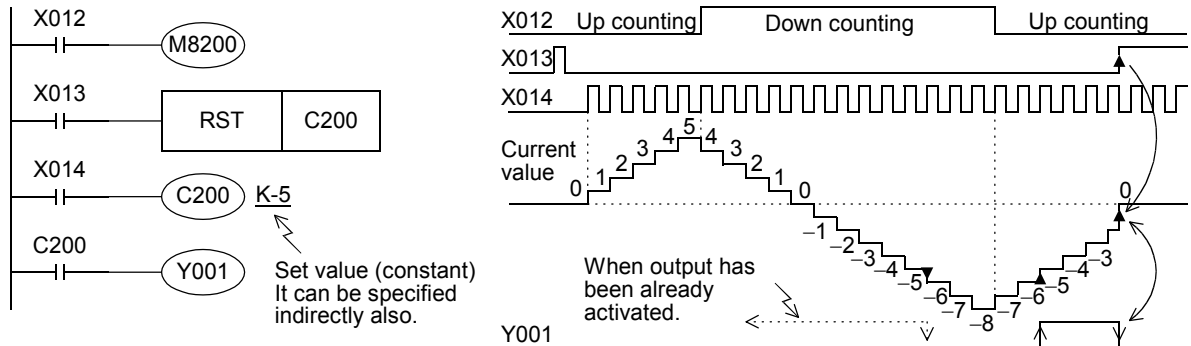 X012
M8200
X013
RST
C200
X014
C200
K-5
C200
Y001
Set value (constant)
It can be specified
indirectly also.
X012
Up counting
Down counting
Up counting
X013
X014
Current
value
0
1
2
3
4
5
4
3
2
1
0
−1
−2
−3
−4
−5
−6
−7
−8
−7
−6
−5
−4
−3
0
When output has
been already
activated.
Y001